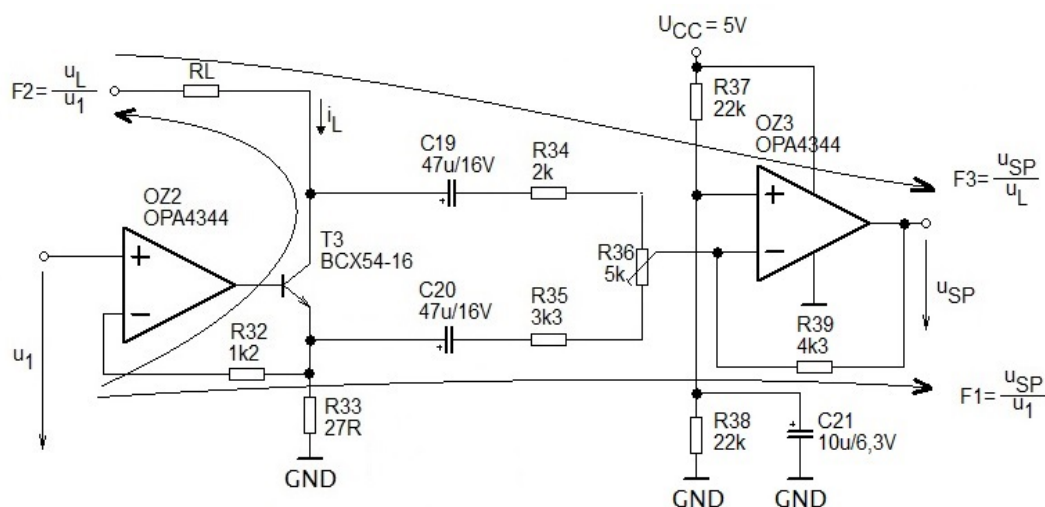 U_CC = 5V
F2= u_L / u_1
RL
i_L
R37
22k
OZ3
OPA4344
C19
47u/16V
R34
2k
F3= u_SP / u_L
OZ2
OPA4344
+
−
T3
BCX54-16
R36
5k
+
−
u_SP
C20
47u/16V
R35
3k3
R39
4k3
u_1
R32
1k2
F1= u_SP / u_1
R33
27R
R38
22k
C21
10u/6,3V
GND
GND
GND